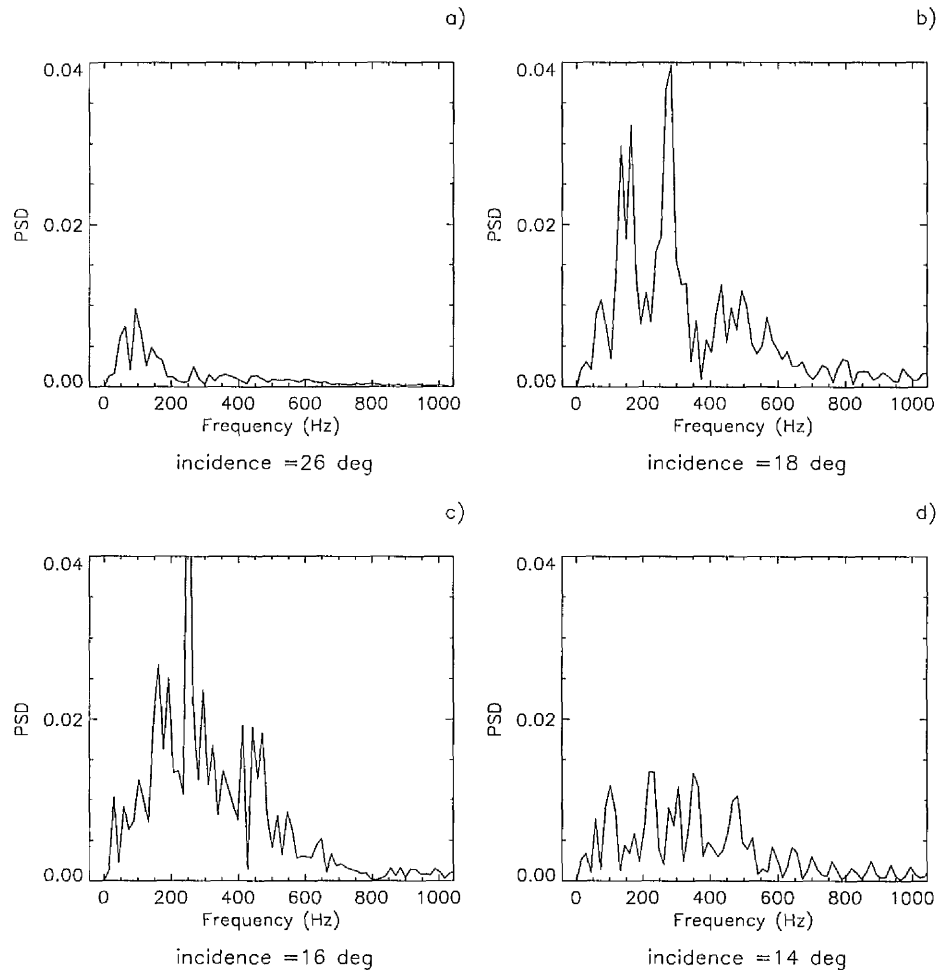 a)
0.04
0.02
0.00
PSD
0 200 400 600 800 1000
Frequency (Hz)
incidence =26 deg
b)
0.04
0.02
0.00
PSD
0 200 400 600 800 1000
Frequency (Hz)
incidence =18 deg
c)
0.04
0.02
0.00
PSD
0 200 400 600 800 1000
Frequency (Hz)
incidence =16 deg
d)
0.04
0.02
0.00
PSD
0 200 400 600 800 1000
Frequency (Hz)
incidence =14 deg